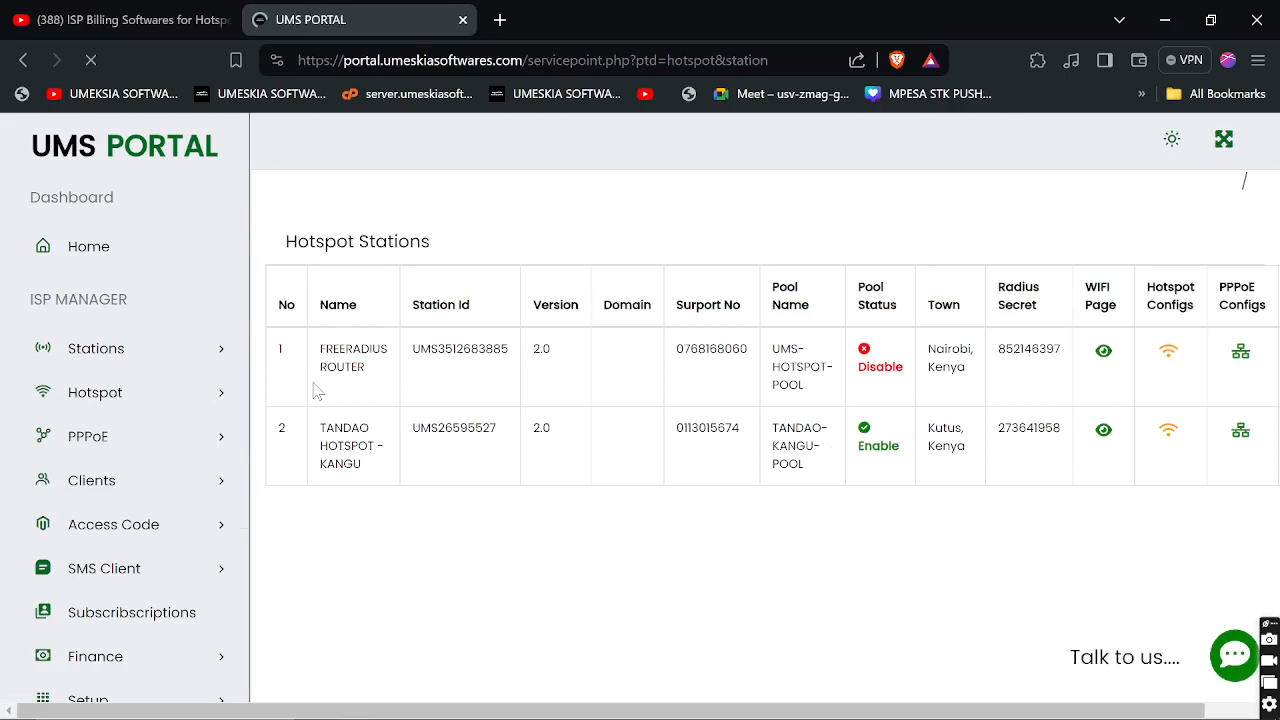 (388) ISP Billing Softwares for Hotsp
UMS PORTAL
https://portal.umeskiasoftwares.com/servicepoint.php?ptd=hotspot&station
VPN
UMEKSIA SOFTWA...
UMESKIA SOFTWA...
server.umeskiasoft...
UMESKIA SOFTWA...
Meet – usv-zmag-g...
MPESA STK PUSH...
»
All Bookmarks
UMS PORTAL
Dashboard
Home
ISP MANAGER
Stations
Hotspot
PPPoE
Clients
Access Code
SMS Client
Subscribscriptions
Finance
Setup
/
Hotspot Stations
No Name Station Id Version Domain Surport No Pool Name Pool Status Town Radius Secret WIFI Page Hotspot Configs PPPoE Configs
1 FREERADIUS ROUTER UMS3512683885 2.0 0768168060 UMS-HOTSPOT-POOL Disable Nairobi, Kenya 852146397
2 TANDAO HOTSPOT - KANGU UMS26595527 2.0 0113015674 TANDAO-KANGU-POOL Enable Kutus, Kenya 273641958
Talk to us....